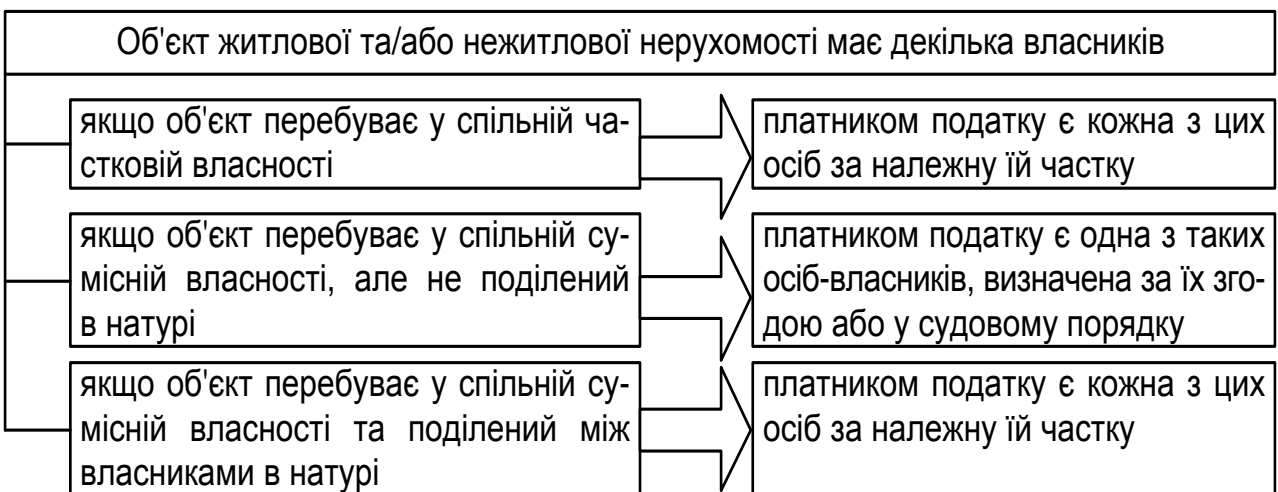 Об'єкт житлової та/або нежитлової нерухомості має декілька власників
якщо об'єкт перебуває у спільній ча-
стковій власності
платником податку є кожна з цих
осіб за належну їй частку
якщо об'єкт перебуває у спільній су-
місній власності, але не поділений
в натурі
платником податку є одна з таких
осіб-власників, визначена за їх зго-
дою або у судовому порядку
якщо об'єкт перебуває у спільній су-
місній власності та поділений між
власниками в натурі
платником податку є кожна з цих
осіб за належну їй частку